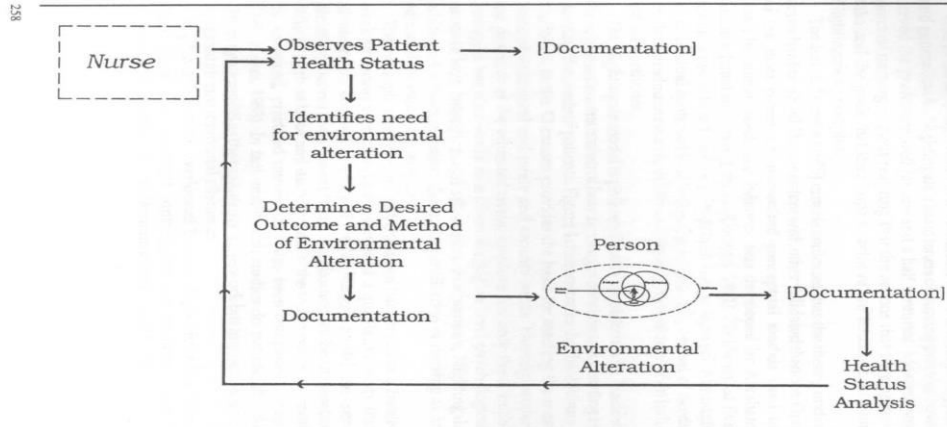 258
Nurse
Observes Patient
Health Status
[Documentation]
Identifies need
for environmental
alteration
Determines Desired
Outcome and Method
of Environmental
Alteration
Documentation
Person
Environmental
Alteration
[Documentation]
Health
Status
Analysis